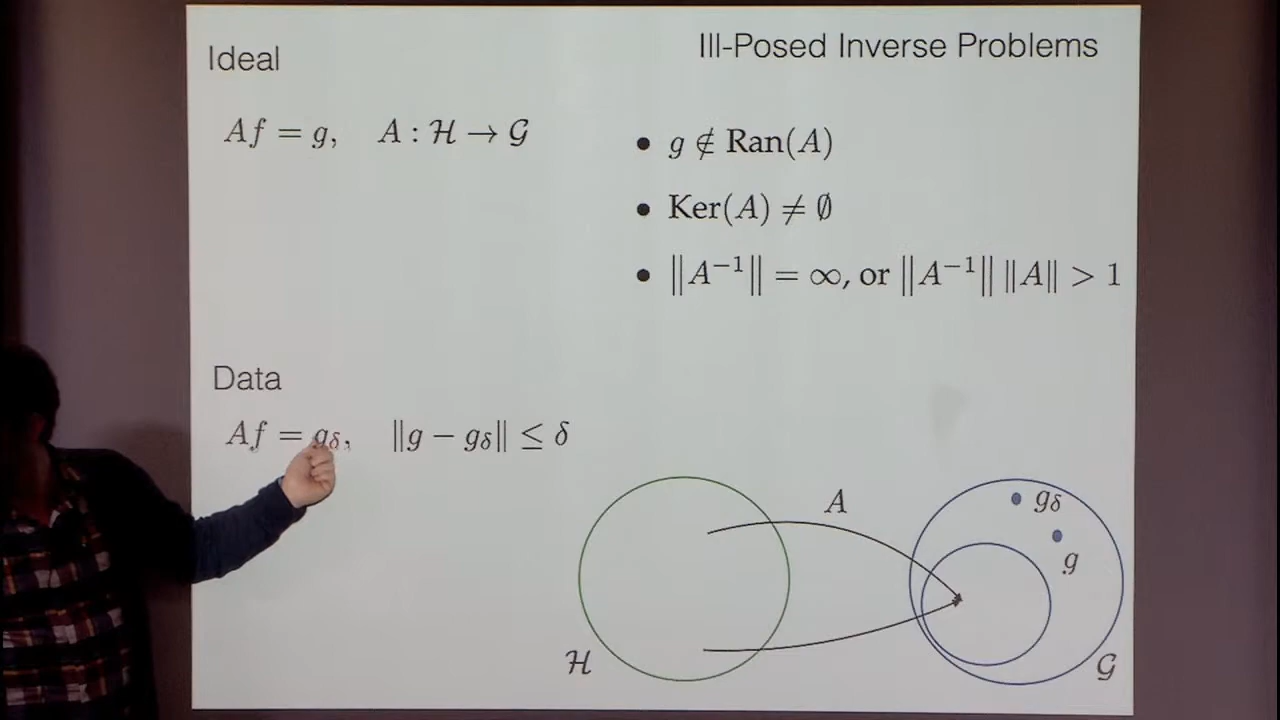 Ill-Posed Inverse Problems
Ideal
Af = g, A : ℋ → 𝒢
• g ∉ Ran(A)
• Ker(A) ≠ ∅
• ‖A⁻¹‖ = ∞, or ‖A⁻¹‖ ‖A‖ > 1
Data
Af = g_δ, ‖g − g_δ‖ ≤ δ
A
g_δ
g
ℋ
𝒢